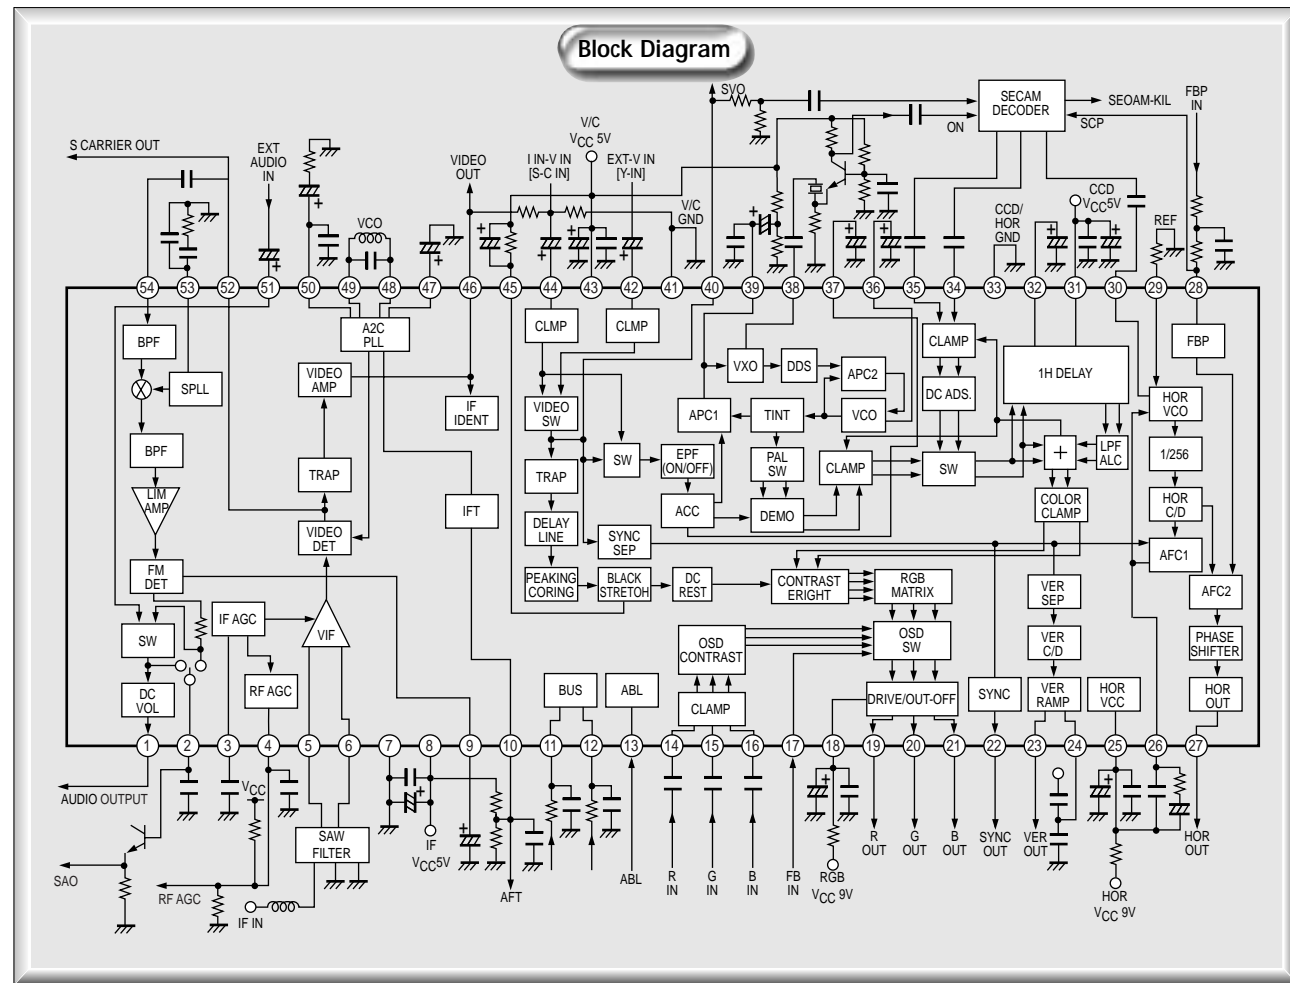 Block Diagram
SVO
SECAM
DECODER
SEOAM-KIL
FBP
IN
ON
SCP
S CARRIER OUT
EXT
AUDIO
IN
VIDEO
OUT
I IN-V IN
[S-C IN]
V/C
VCC 5V
EXT-V IN
[Y-IN]
V/C
GND
VCO
CCD/
HOR
GND
CCD
VCC5V
REF
54 53 52 51 50 49 48 47 46 45 44 43 42 41 40 39 38 37 36 35 34 33 32 31 30 29 28
BPF
SPLL
A2C
PLL
VIDEO
AMP
IF
IDENT
CLMP
CLMP
VIDEO
SW
SW
VXO
DDS
APC2
APC1
TINT
VCO
CLAMP
DC ADS.
1H DELAY
FBP
HOR
VCO
BPF
TRAP
TRAP
EPF
(ON/OFF)
PAL
SW
CLAMP
SW
+
LPF
ALC
1/256
LIM
AMP
VIDEO
DET
IFT
DELAY
LINE
ACC
DEMO
COLOR
CLAMP
HOR
C/D
SYNC
SEP
AFC1
FM
DET
PEAKING
CORING
BLACK
STRETOH
DC
REST
CONTRAST
ERIGHT
RGB
MATRIX
VER
SEP
AFC2
SW
IF AGC
VIF
OSD
CONTRAST
OSD
SW
VER
C/D
PHASE
SHIFTER
DC
VOL
RF AGC
BUS
ABL
CLAMP
DRIVE/OUT-OFF
SYNC
VER
RAMP
HOR
VCC
HOR
OUT
1 2 3 4 5 6 7 8 9 10 11 12 13 14 15 16 17 18 19 20 21 22 23 24 25 26 27
AUDIO OUTPUT
VCC
SAW
FILTER
SAO
RF AGC
IF IN
IF
VCC5V
AFT
ABL
R
IN
G
IN
B
IN
FB
IN
RGB
VCC 9V
R
OUT
G
OUT
B
OUT
SYNC
OUT
VER
OUT
HOR
VCC 9V
HOR
OUT